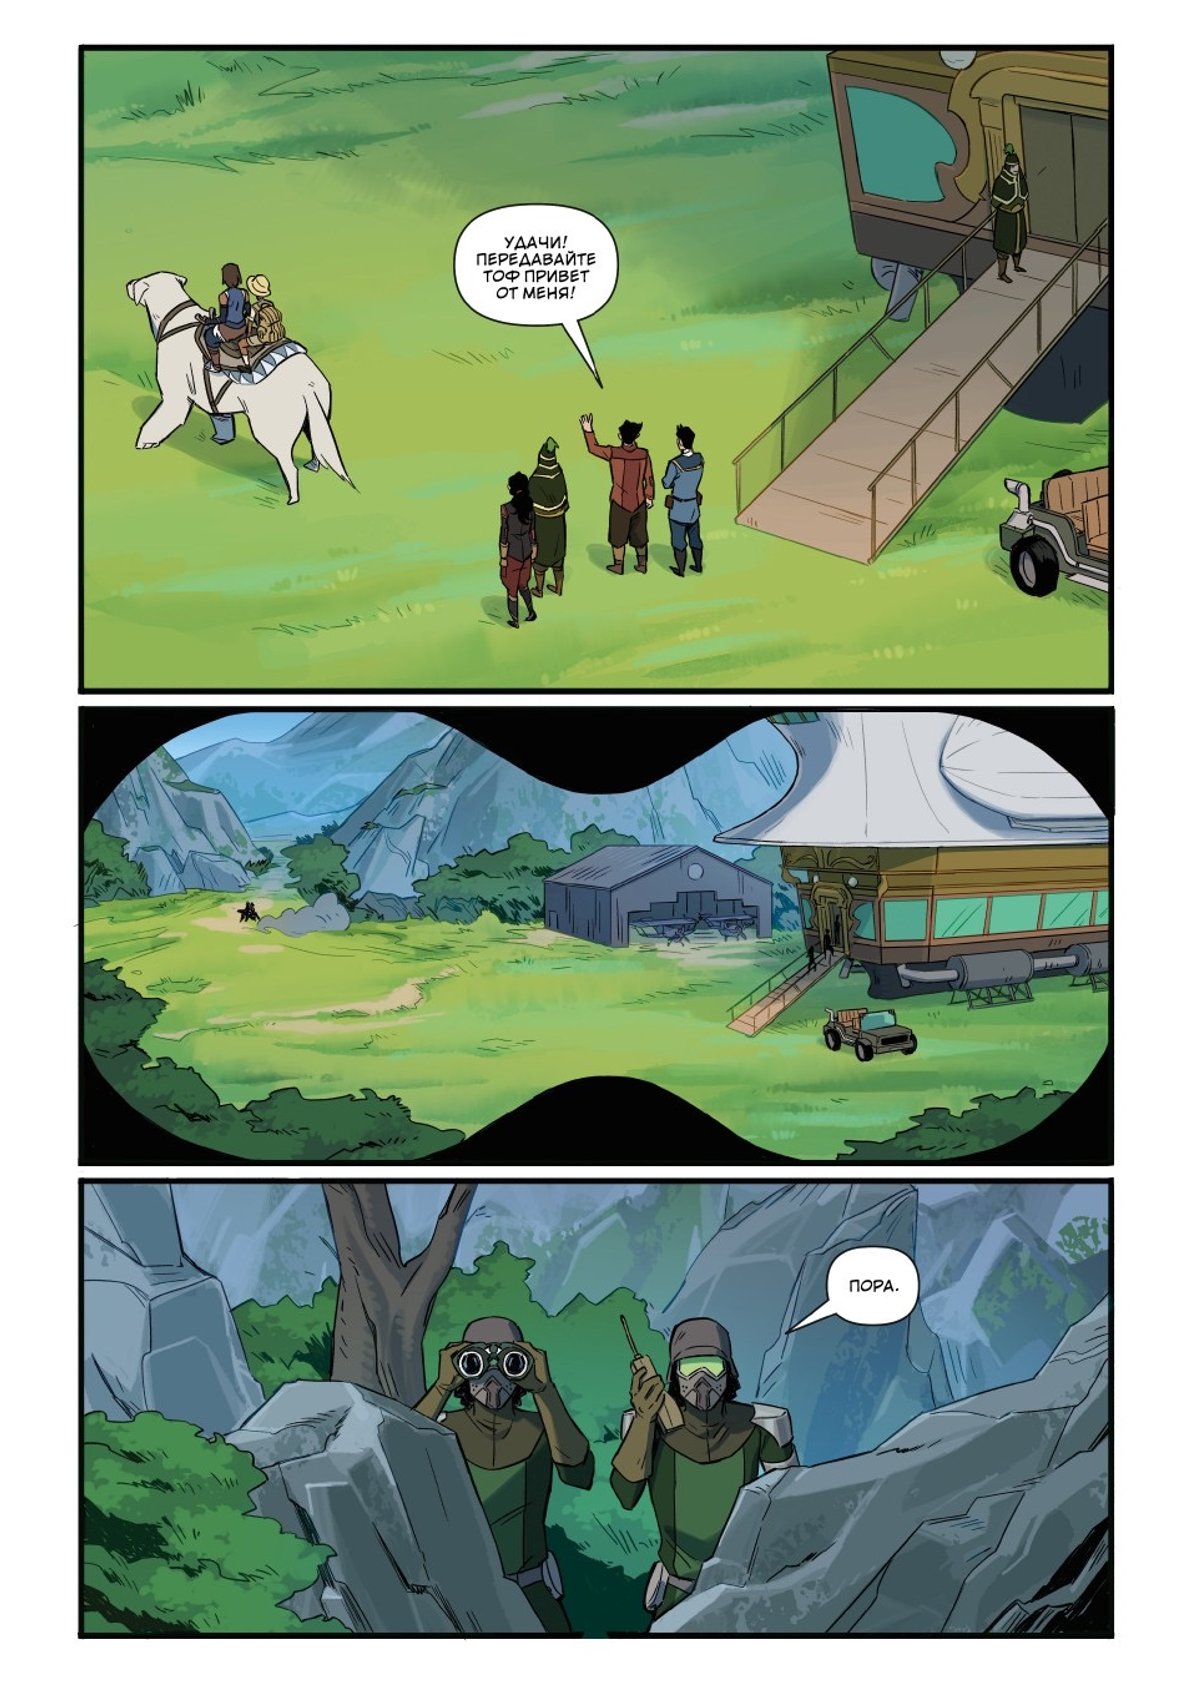 УДАЧИ!
ПЕРЕДАВАЙТЕ
ТОФ ПРИВЕТ
ОТ МЕНЯ!
ПОРА.